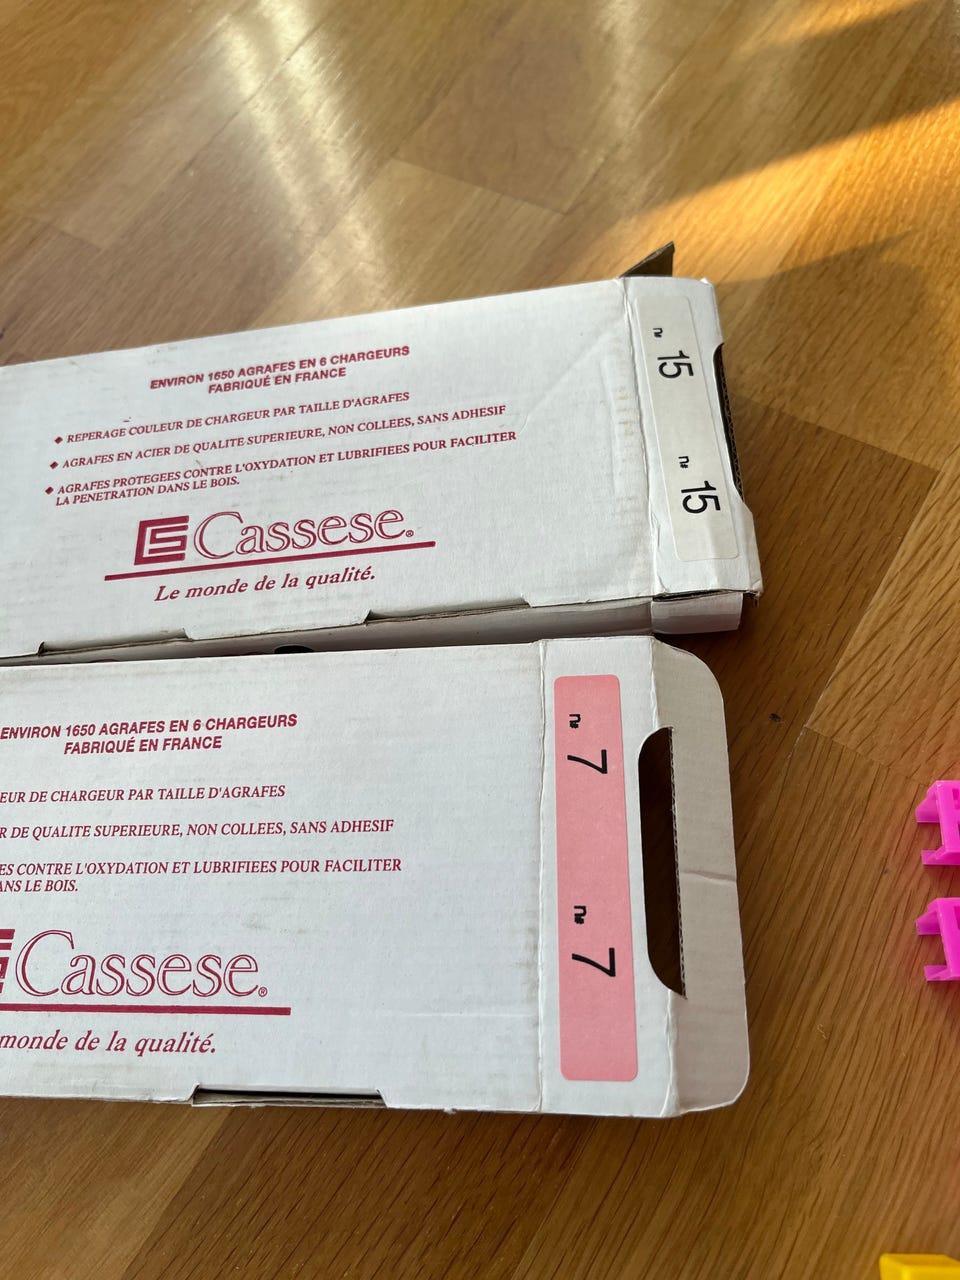 ENVIRON 1650 AGRAFES EN 6 CHARGEURS
FABRIQUÉ EN FRANCE
◆ REPERAGE COULEUR DE CHARGEUR PAR TAILLE D'AGRAFES
◆ AGRAFES EN ACIER DE QUALITE SUPERIEURE, NON COLLEES, SANS ADHESIF
◆ AGRAFES PROTEGEES CONTRE L'OXYDATION ET LUBRIFIEES POUR FACILITER
LA PENETRATION DANS LE BOIS.
CS Cassese®
Le monde de la qualité.
n# 15
n# 15
ENVIRON 1650 AGRAFES EN 6 CHARGEURS
FABRIQUÉ EN FRANCE
EUR DE CHARGEUR PAR TAILLE D'AGRAFES
R DE QUALITE SUPERIEURE, NON COLLEES, SANS ADHESIF
ES CONTRE L'OXYDATION ET LUBRIFIEES POUR FACILITER
ANS LE BOIS.
Cassese®
monde de la qualité.
n# 7
n# 7